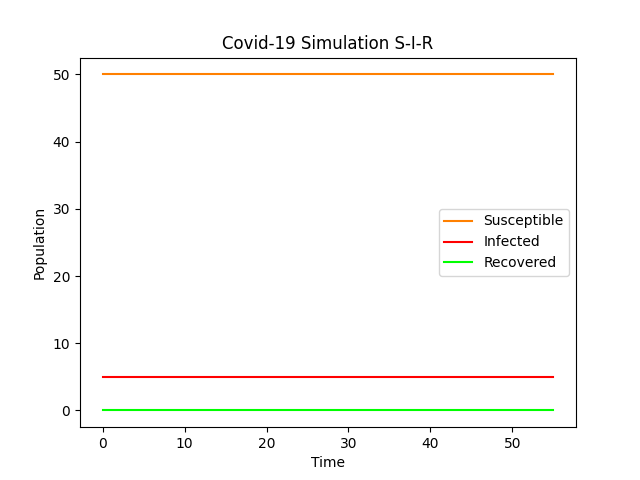 Covid-19 Simulation S-I-R
50
40
30
20
10
0
Population
Susceptible
Infected
Recovered
0 10 20 30 40 50
Time